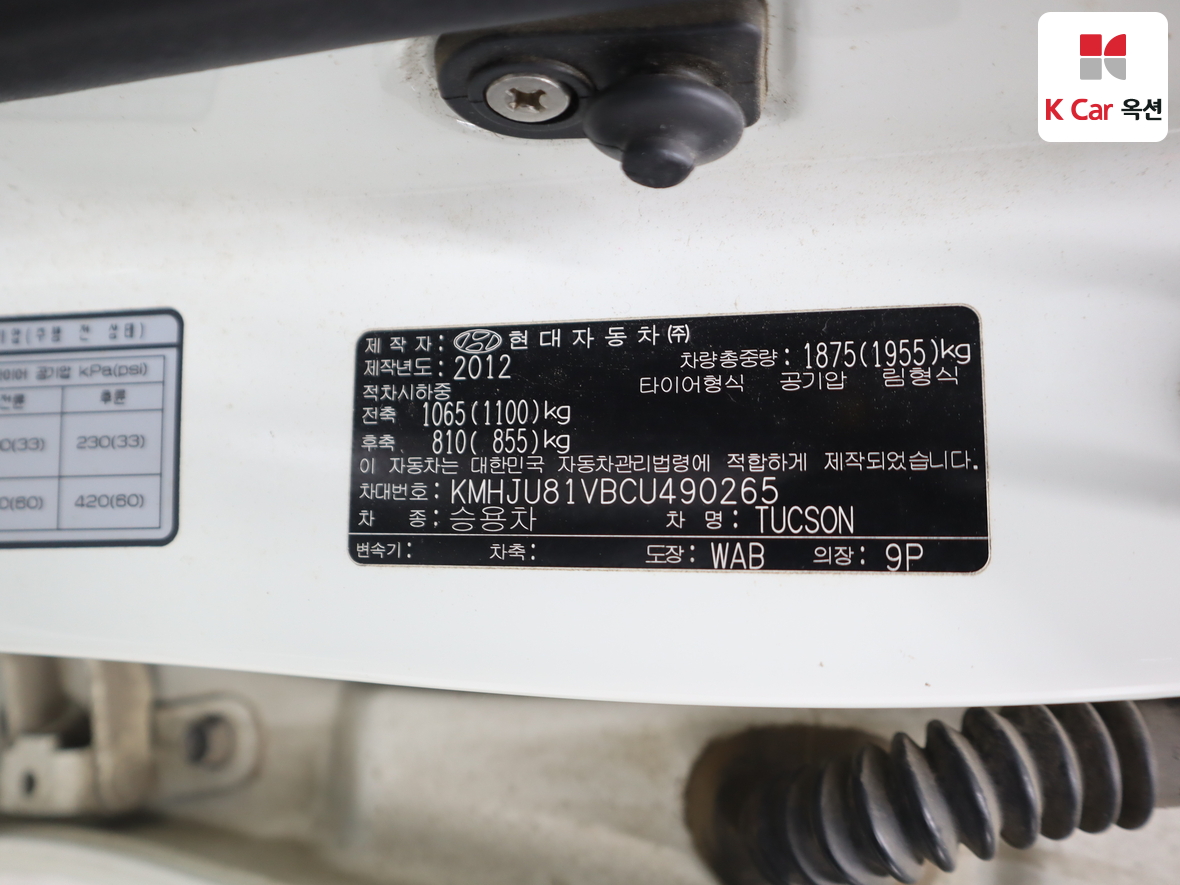 K Car 옥션
kPa(psi)
후륜
0(33) 230(33)
0(60) 420(60)
제 작 자 : 현대자동차㈜
제작년도 : 2012 차량총중량 : 1875(1955)kg
적차시하중 타이어형식 공기압 림형식
전축 1065(1100)kg
후축 810( 855)kg
이 자동차는 대한민국 자동차관리법령에 적합하게 제작되었습니다.
차대번호 : KMHJU81VBCU490265
차 종 : 승용차 차 명 : TUCSON
변속기 : 차축 : 도장 : WAB 의장 : 9P